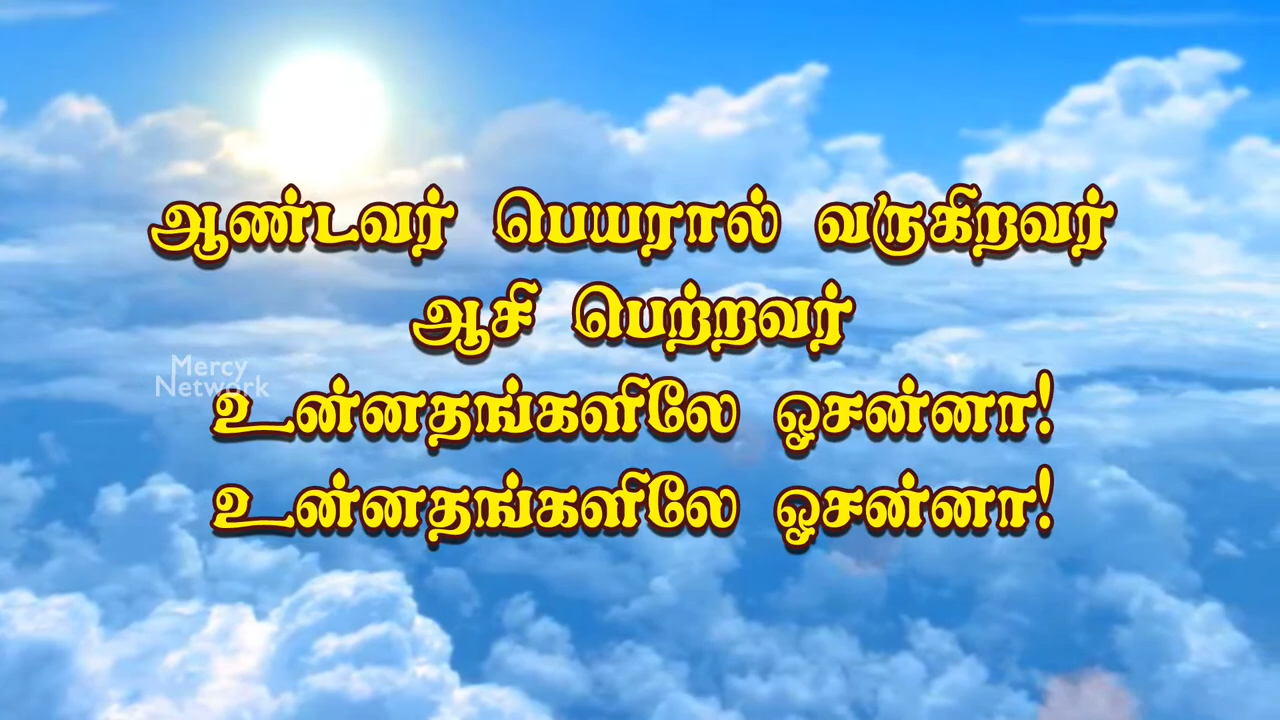 ஆண்டவர் பெயரால் வருகிறவர்
ஆசி பெற்றவர்
Mercy
Network
உன்னதங்களிலே ஓசன்னா!
உன்னதங்களிலே ஓசன்னா!